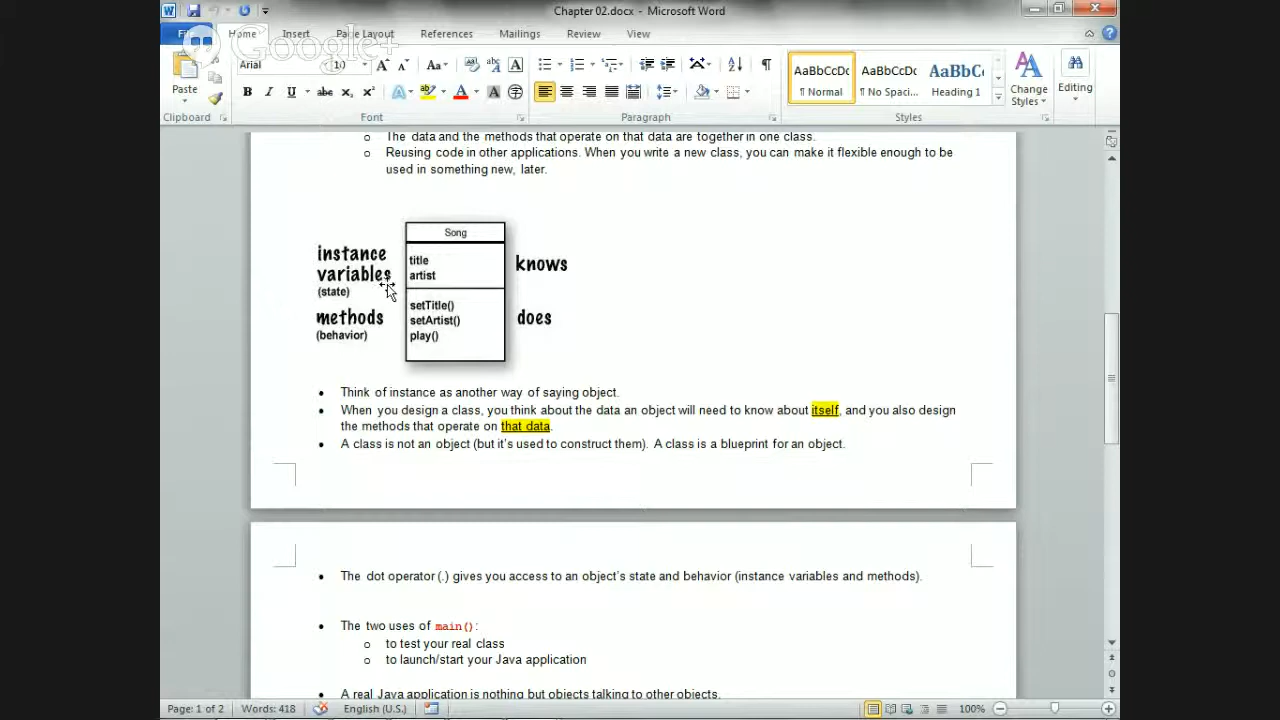 Chapter 02.docx - Microsoft Word
Home Insert Page Layout References Mailings Review View
Google+
Arial 10
Paste
Clipboard Font Paragraph Styles
AaBbCcDc AaBbCcDc AaBbCc
¶ Normal ¶ No Spaci... Heading 1
Change Styles
Editing
o The data and the methods that operate on that data are together in one class.
o Reusing code in other applications. When you write a new class, you can make it flexible enough to be
used in something new, later.
Song
instance
variables
(state)
title
artist
knows
methods
(behavior)
setTitle()
setArtist()
play()
does
• Think of instance as another way of saying object.
• When you design a class, you think about the data an object will need to know about itself, and you also design
the methods that operate on that data.
• A class is not an object (but it's used to construct them). A class is a blueprint for an object.
• The dot operator (.) gives you access to an object's state and behavior (instance variables and methods).
• The two uses of main():
o to test your real class
o to launch/start your Java application
• A real Java application is nothing but objects talking to other objects.
Page: 1 of 2 Words: 418 English (U.S.) 100%